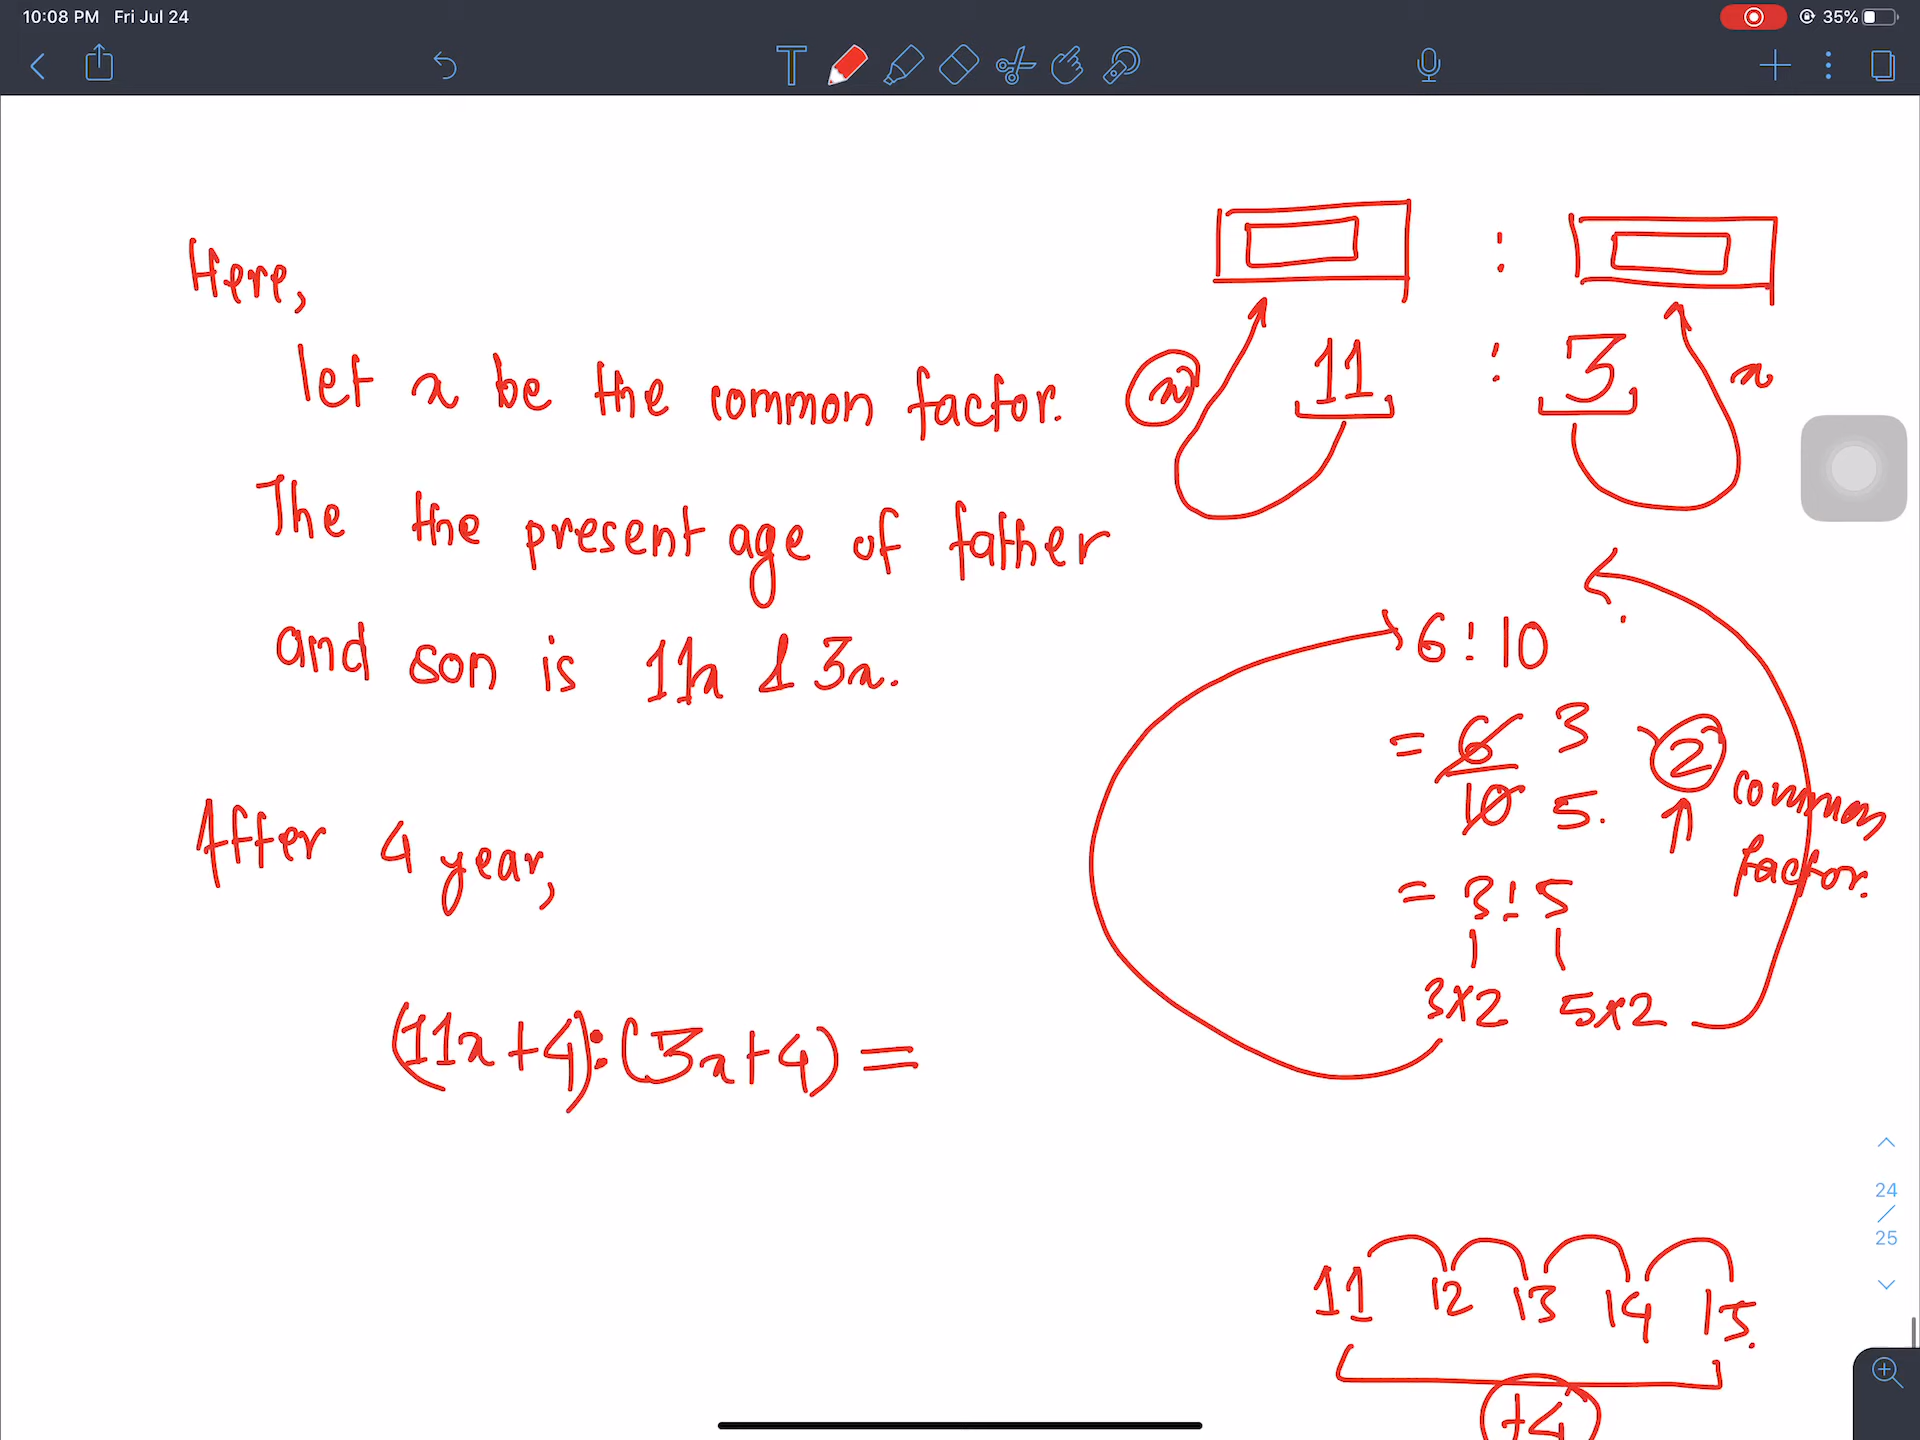 10:08 PM Fri Jul 24
35%
Here,
let x be the common factor.
The the present age of father
and son is 11x & 3x.
After 4 year,
(11x+4):(3x+4) =
:
11 : 3
x
x
6:10
= 6/10 3/5. 2 common factor.
= 3:5
3x2 5x2
11 12 13 14 15.
+4
24
/
25